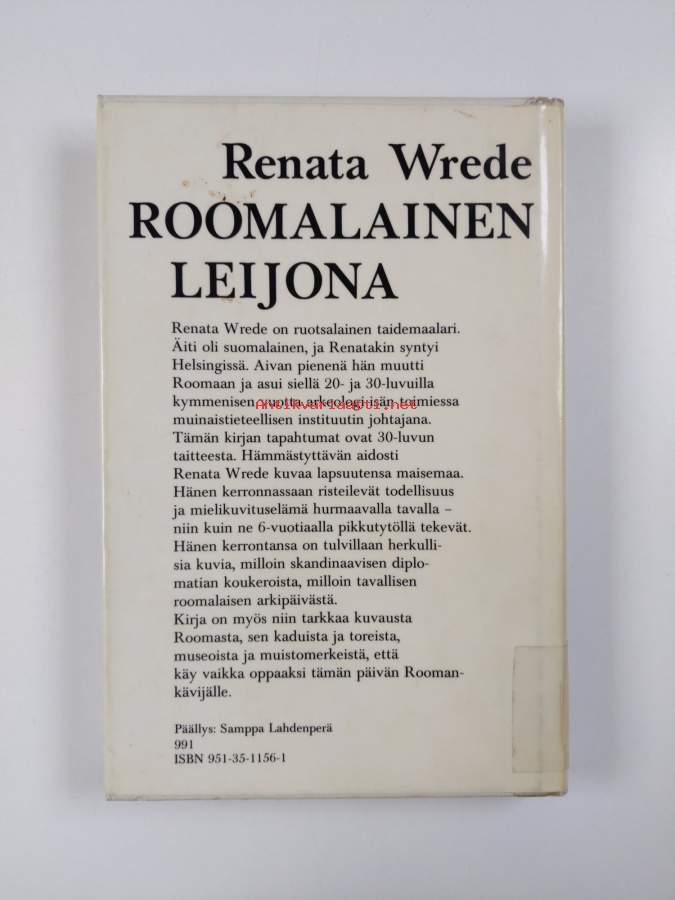 Renata Wrede
ROOMALAINEN
LEIJONA
Renata Wrede on ruotsalainen taidemaalari.
Äiti oli suomalainen, ja Renatakin syntyi
Helsingissä. Aivan pienenä hän muutti
Roomaan ja asui siellä 20- ja 30-luvuilla
kymmenisen vuotta arkeologi-isän toimiessa
Antikvariaatti.net
muinaistieteellisen instituutin johtajana.
Tämän kirjan tapahtumat ovat 30-luvun
taitteesta. Hämmästyttävän aidosti
Renata Wrede kuvaa lapsuutensa maisemaa.
Hänen kerronnassaan risteilevät todellisuus
ja mielikuvituselämä hurmaavalla tavalla –
niin kuin ne 6-vuotiaalla pikkutytöllä tekevät.
Hänen kerrontansa on tulvillaan herkulli-
sia kuvia, milloin skandinaavisen diplo-
matian koukeroista, milloin tavallisen
roomalaisen arkipäivästä.
Kirja on myös niin tarkkaa kuvausta
Roomasta, sen kaduista ja toreista,
museoista ja muistomerkeistä, että
käy vaikka oppaaksi tämän päivän Rooman-
kävijälle.
Päällys: Samppa Lahdenperä
991
ISBN 951-35-1156-1